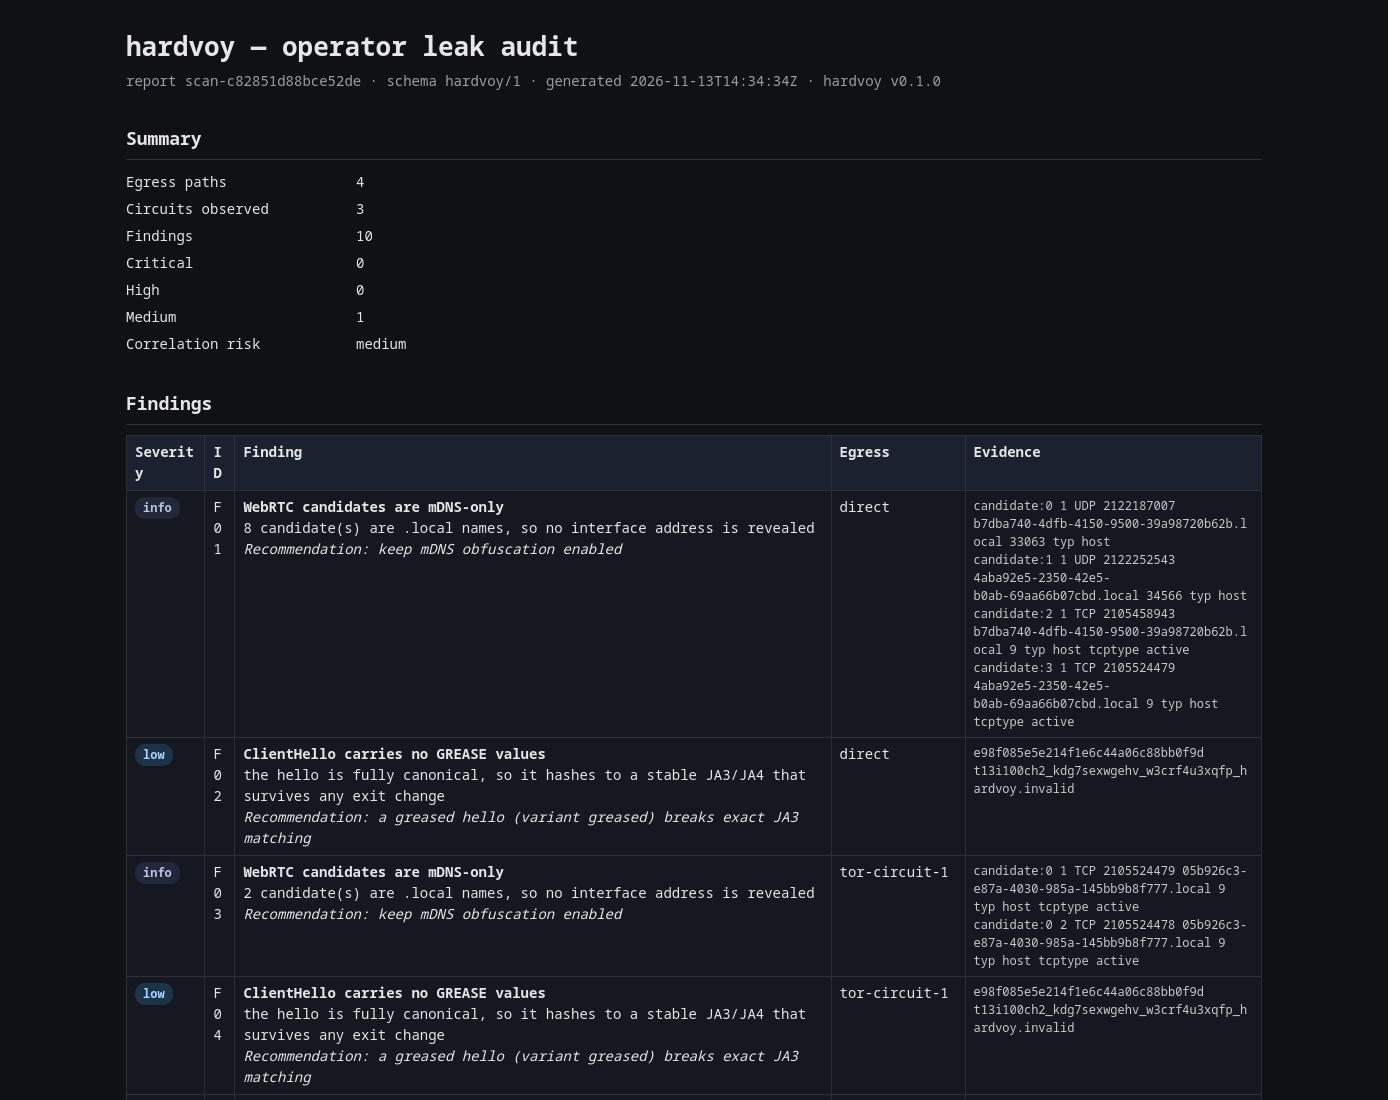 hardvoy — operator leak audit
report scan-c82851d88bce52de · schema hardvoy/1 · generated 2026-11-13T14:34:34Z · hardvoy v0.1.0
Summary
Egress paths 4
Circuits observed 3
Findings 10
Critical 0
High 0
Medium 1
Correlation risk medium
Findings
Severit
y
I
D
Finding
Egress
Evidence
info
F
0
1
WebRTC candidates are mDNS-only
8 candidate(s) are .local names, so no interface address is revealed
Recommendation: keep mDNS obfuscation enabled
direct
candidate:0 1 UDP 2122187007
b7dba740-4dfb-4150-9500-39a98720b62b.l
ocal 33063 typ host
candidate:1 1 UDP 2122252543
4aba92e5-2350-42e5-
b0ab-69aa66b07cbd.local 34566 typ host
candidate:2 1 TCP 2105458943
b7dba740-4dfb-4150-9500-39a98720b62b.l
ocal 9 typ host tcptype active
candidate:3 1 TCP 2105524479
4aba92e5-2350-42e5-
b0ab-69aa66b07cbd.local 9 typ host
tcptype active
low
F
0
2
ClientHello carries no GREASE values
the hello is fully canonical, so it hashes to a stable JA3/JA4 that
survives any exit change
Recommendation: a greased hello (variant greased) breaks exact JA3
matching
direct
e98f085e5e214f1e6c44a06c88bb0f9d
t13i100ch2_kdg7sexwgehv_w3crf4u3xqfp_h
ardvoy.invalid
info
F
0
3
WebRTC candidates are mDNS-only
2 candidate(s) are .local names, so no interface address is revealed
Recommendation: keep mDNS obfuscation enabled
tor-circuit-1
candidate:0 1 TCP 2105524479 05b926c3-
e87a-4030-985a-145bb9b8f777.local 9
typ host tcptype active
candidate:0 2 TCP 2105524478 05b926c3-
e87a-4030-985a-145bb9b8f777.local 9
typ host tcptype active
low
F
0
4
ClientHello carries no GREASE values
the hello is fully canonical, so it hashes to a stable JA3/JA4 that
survives any exit change
Recommendation: a greased hello (variant greased) breaks exact JA3
matching
tor-circuit-1
e98f085e5e214f1e6c44a06c88bb0f9d
t13i100ch2_kdg7sexwgehv_w3crf4u3xqfp_h
ardvoy.invalid